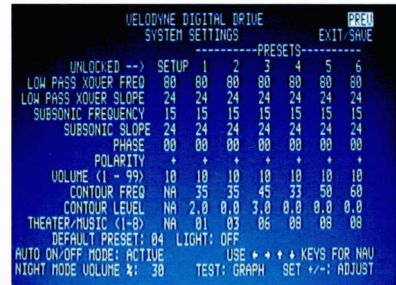 VELODYNE DIGITAL DRIVE PREV
SYSTEM SETTINGS EXIT/SAVE
----------PRESETS----------
UNLOCKED --> SETUP 1 2 3 4 5 6
LOW PASS XOVER FREQ 80 80 80 80 80 80 80
LOW PASS XOVER SLOPE 24 24 24 24 24 24 24
SUBSONIC FREQUENCY 15 15 15 15 15 15 15
SUBSONIC SLOPE 24 24 24 24 24 24 24
PHASE 00 00 00 00 00 00 00
POLARITY + + + + + + +
VOLUME (1 - 99) 10 10 10 10 10 10 10
CONTOUR FREQ NA 35 35 45 33 50 60
CONTOUR LEVEL NA 2.0 0.0 3.0 0.0 0.0 0.0
THEATER/MUSIC (1-8) NA 01 03 06 08 08 08
DEFAULT PRESET: 04 LIGHT: OFF
AUTO ON/OFF MODE: ACTIVE USE ← → ↑ ↓ KEYS FOR NAV
NIGHT MODE VOLUME %: 30 TEST: GRAPH SET +/-: ADJUST